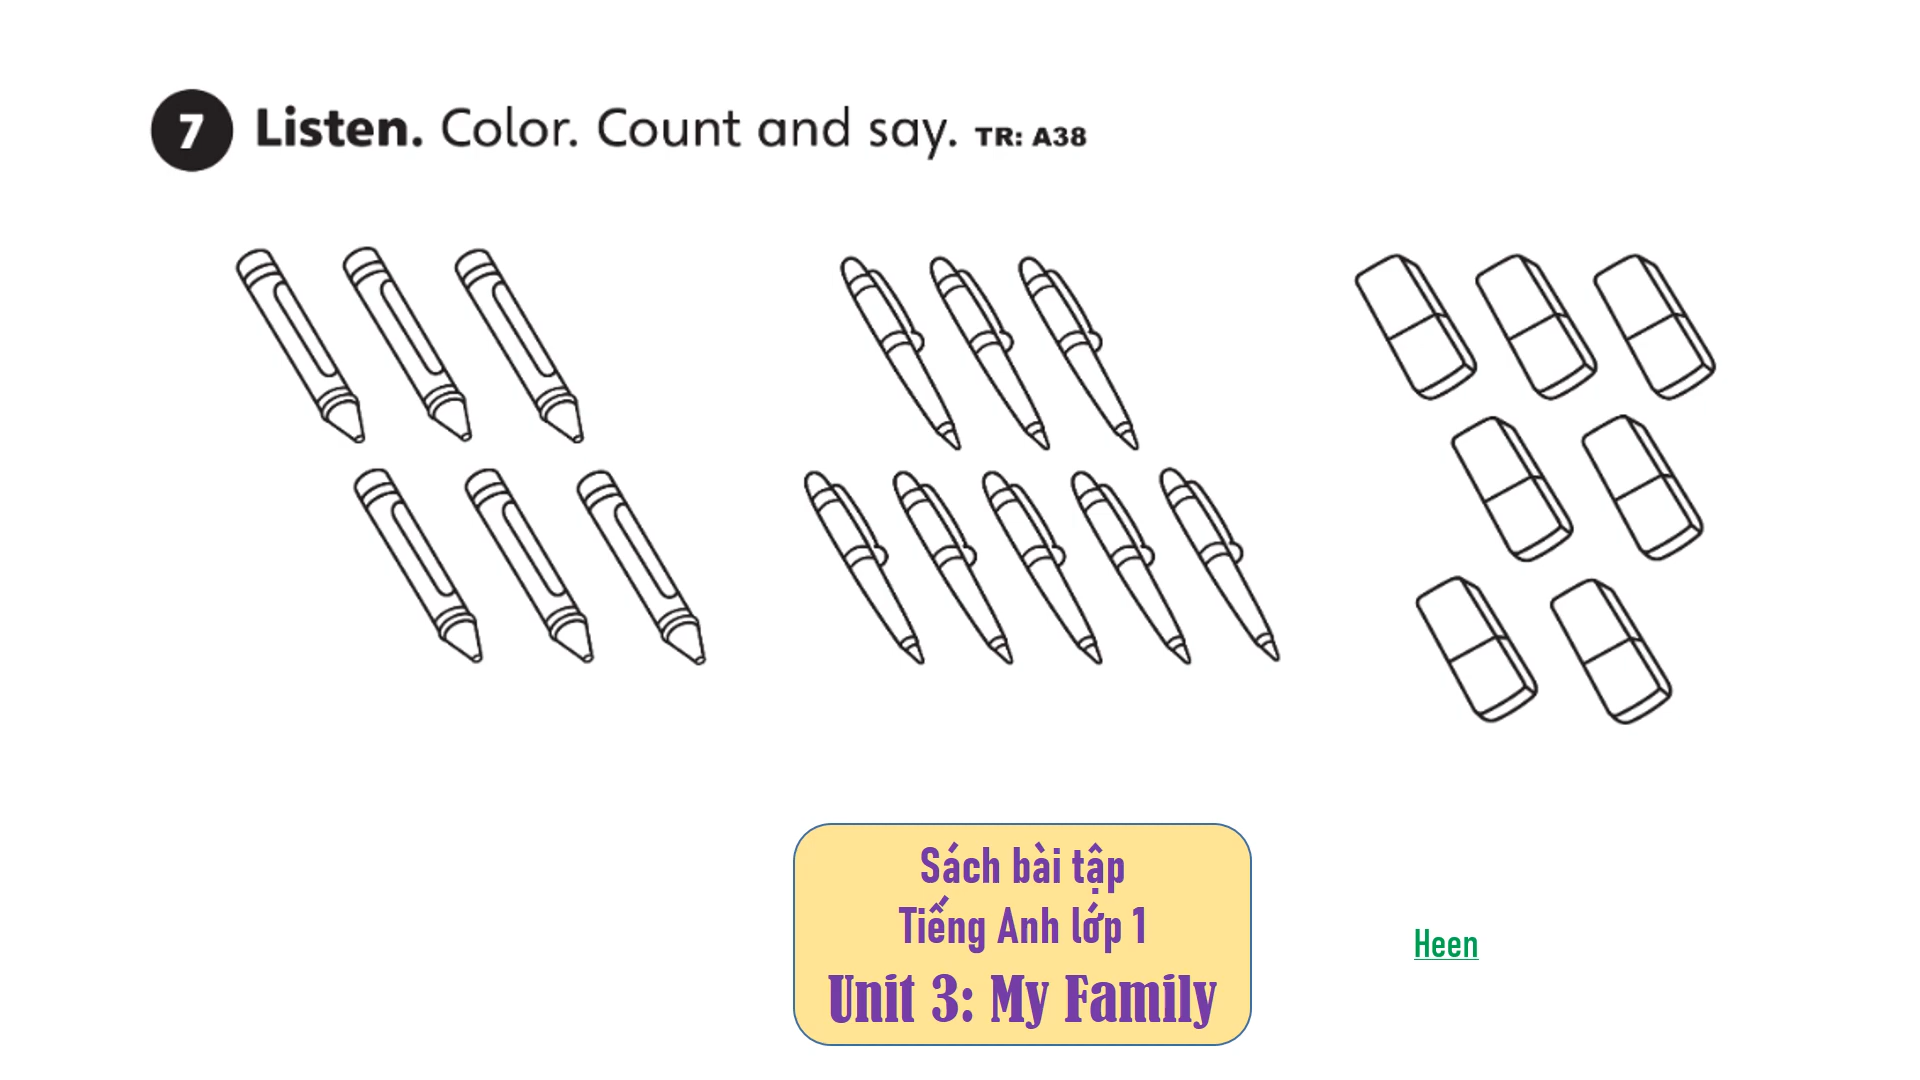 7 Listen. Color. Count and say. TR: A38
Sách bài tập
Tiếng Anh lớp 1
Unit 3: My Family
Heen